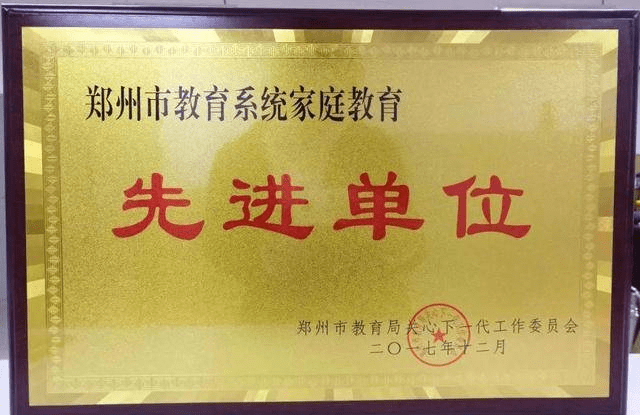 郑州市教育系统家庭教育
先进单位
郑州市教育局关心下一代工作委员会
二〇一七年十二月